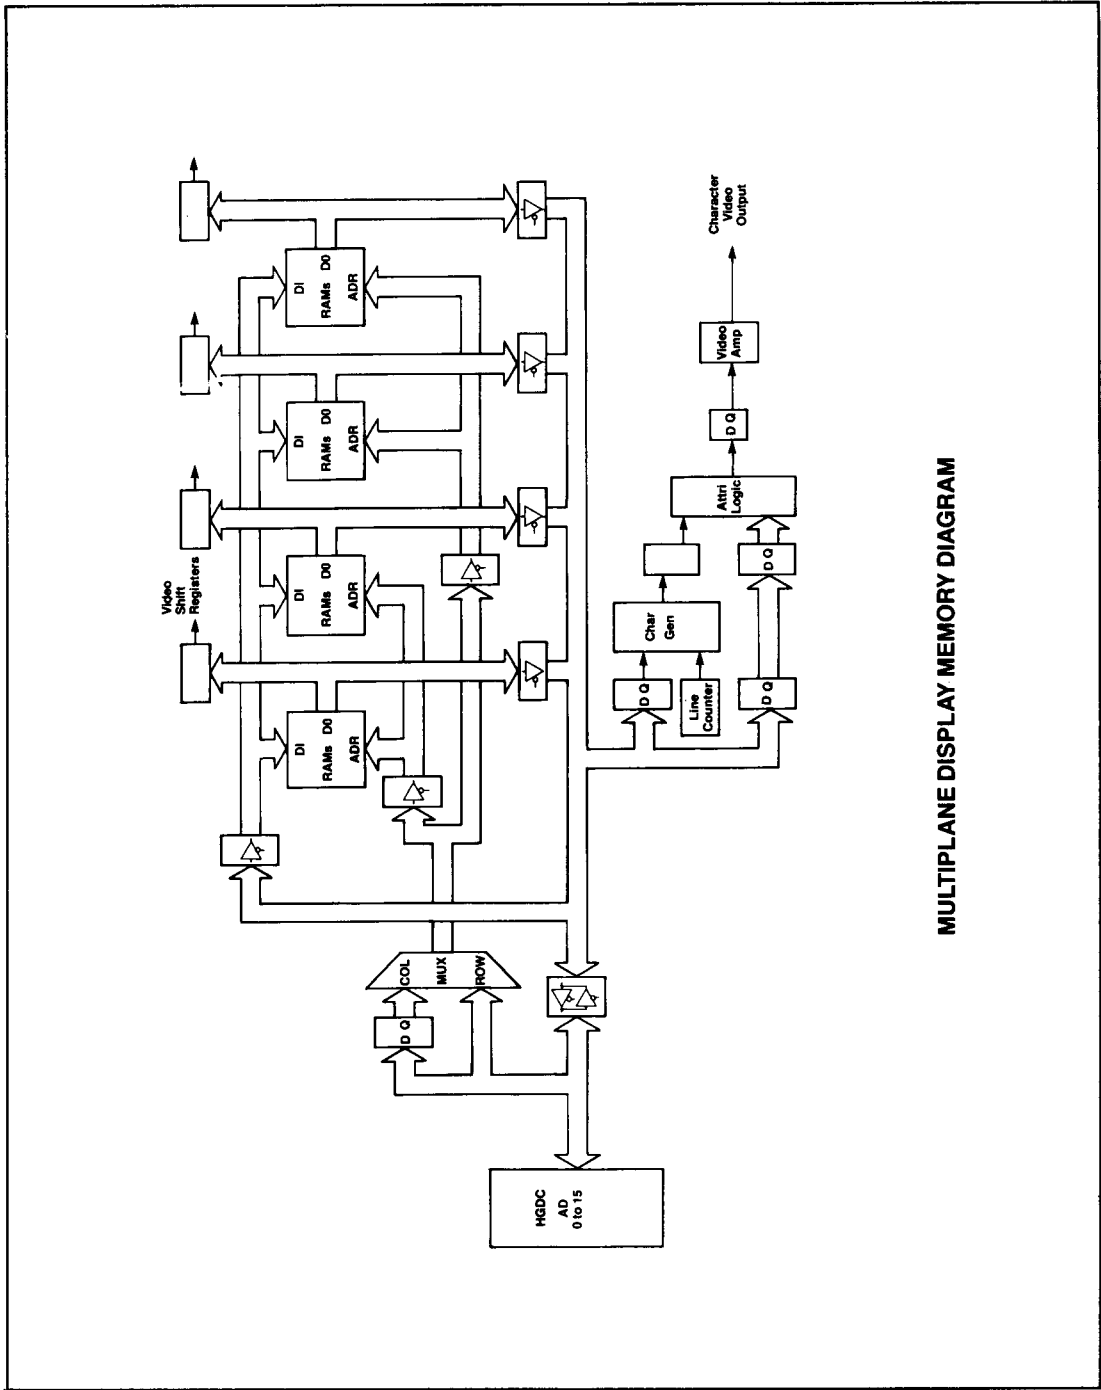 Video
Shift
Registers
DI
RAMs D0
ADR
DI
RAMs D0
ADR
DI
RAMs D0
ADR
DI
RAMs D0
ADR
COL
MUX
ROW
D Q
HGDC
AD
0 to 15
D Q
Line
Counter
Char
Gen
D Q
D Q
Attri
Logic
D Q
Video
Amp
Character
Video
Output
MULTIPLANE DISPLAY MEMORY DIAGRAM